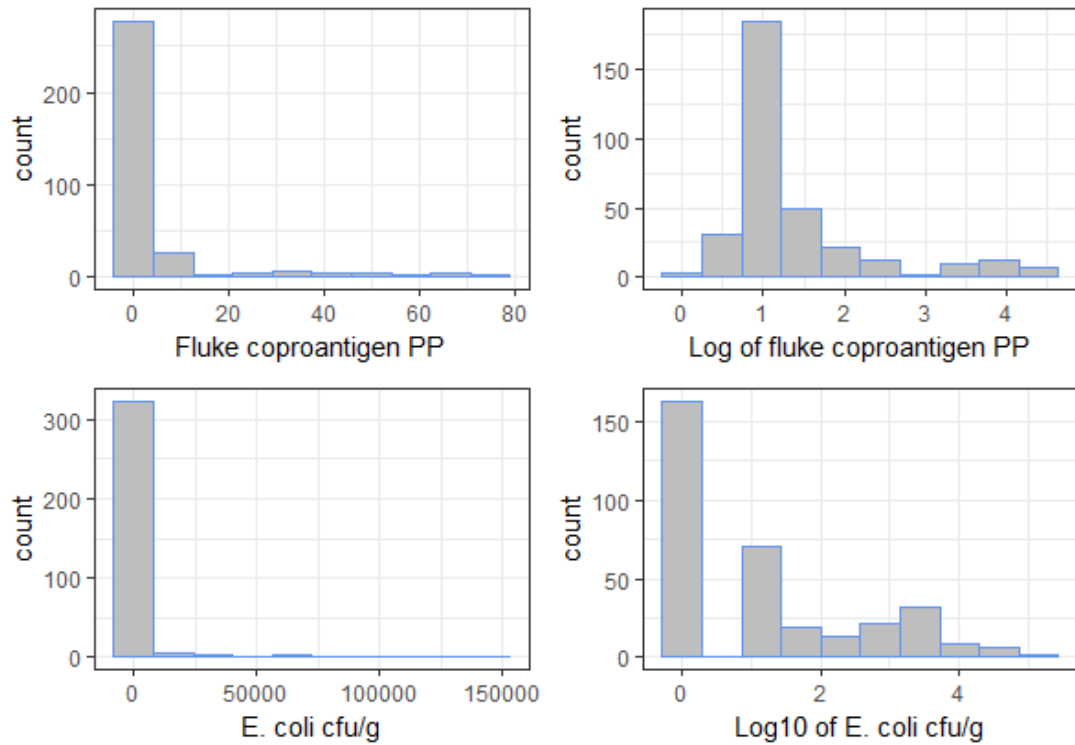 200
100
0
count
0 20 40 60 80
Fluke coproantigen PP
150
100
50
0
count
0 1 2 3 4
Log of fluke coproantigen PP
300
200
100
0
count
0 50000 100000 150000
E. coli cfu/g
150
100
50
0
count
0 2 4
Log10 of E. coli cfu/g